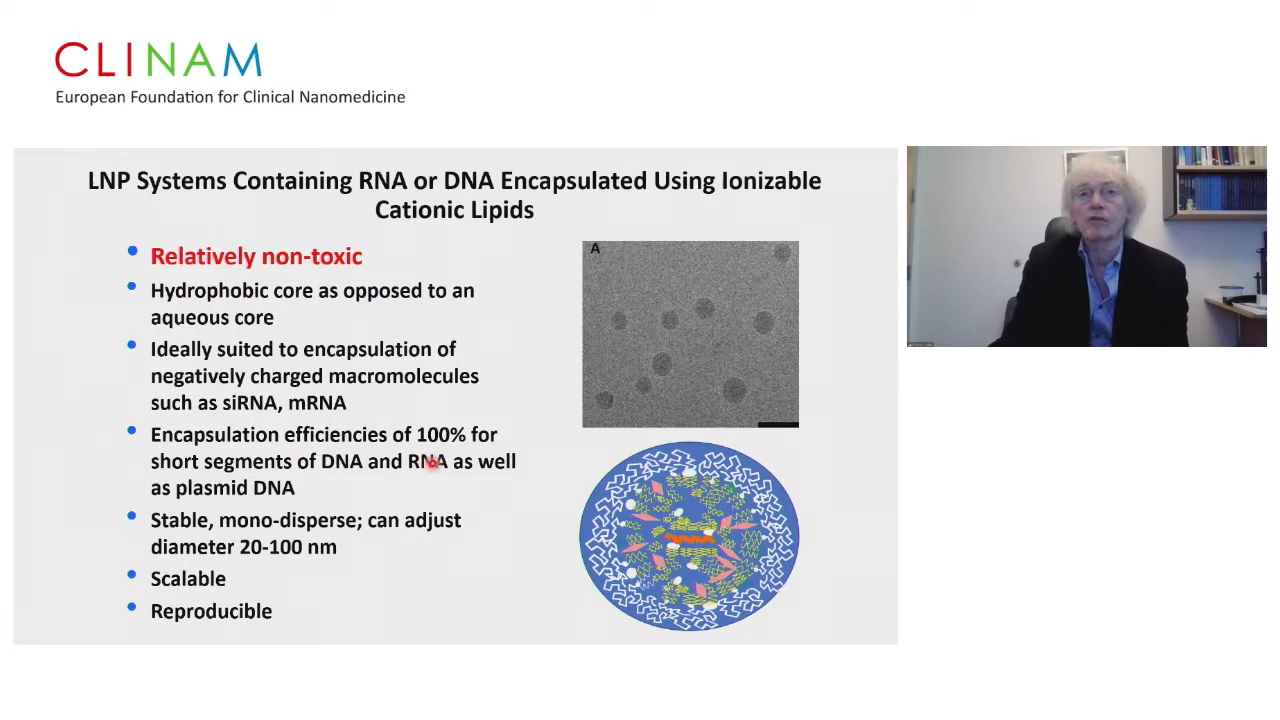 CLINAM
European Foundation for Clinical Nanomedicine
LNP Systems Containing RNA or DNA Encapsulated Using Ionizable
Cationic Lipids
• Relatively non-toxic
• Hydrophobic core as opposed to an
aqueous core
• Ideally suited to encapsulation of
negatively charged macromolecules
such as siRNA, mRNA
• Encapsulation efficiencies of 100% for
short segments of DNA and RNA as well
as plasmid DNA
• Stable, mono-disperse; can adjust
diameter 20-100 nm
• Scalable
• Reproducible
A